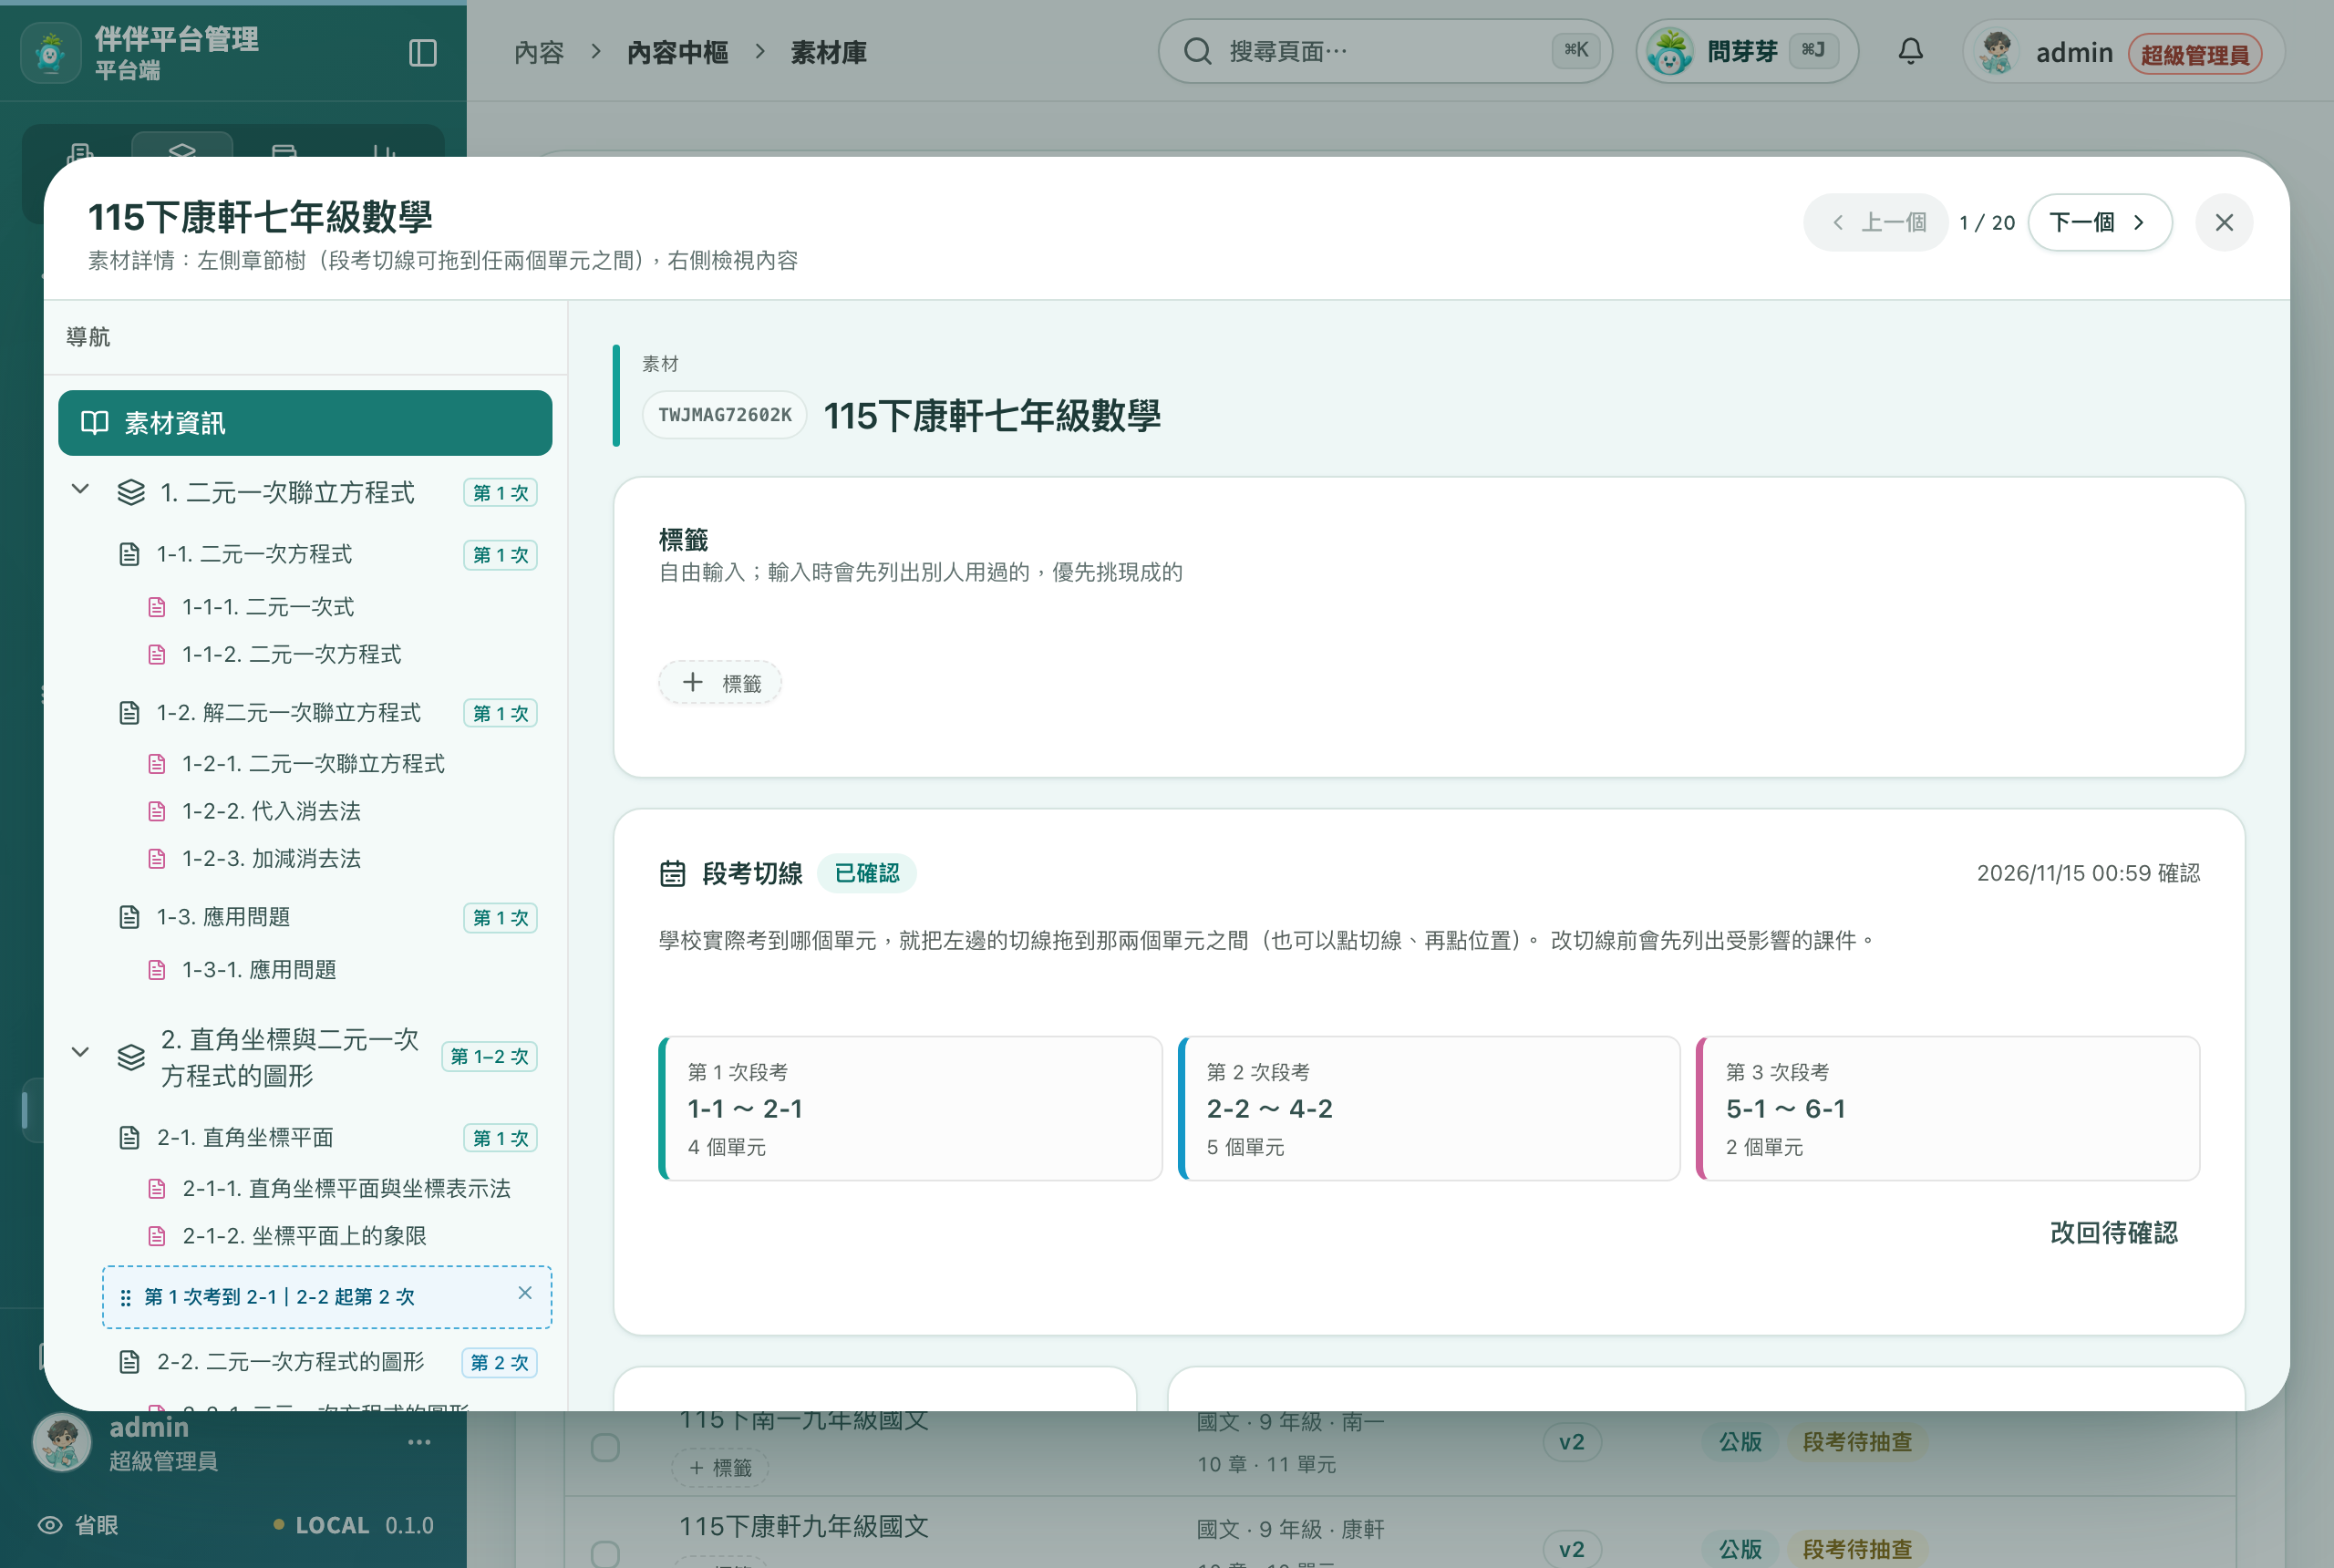 伴伴平台管理
平台端
內容 > 內容中樞 > 素材庫
搜尋頁面…
⌘K
問芽芽 ⌘J
admin 超級管理員
115下康軒七年級數學
素材詳情：左側章節樹（段考切線可拖到任兩個單元之間），右側檢視內容
上一個 1 / 20 下一個
導航
素材資訊
1. 二元一次聯立方程式 第 1 次
1-1. 二元一次方程式 第 1 次
1-1-1. 二元一次式
1-1-2. 二元一次方程式
1-2. 解二元一次聯立方程式 第 1 次
1-2-1. 二元一次聯立方程式
1-2-2. 代入消去法
1-2-3. 加減消去法
1-3. 應用問題 第 1 次
1-3-1. 應用問題
2. 直角坐標與二元一次
方程式的圖形 第 1–2 次
2-1. 直角坐標平面 第 1 次
2-1-1. 直角坐標平面與坐標表示法
2-1-2. 坐標平面上的象限
第 1 次考到 2-1 | 2-2 起第 2 次
2-2. 二元一次方程式的圖形 第 2 次
素材
TWJMAG72602K 115下康軒七年級數學
標籤
自由輸入；輸入時會先列出別人用過的，優先挑現成的
+ 標籤
段考切線 已確認
2026/11/15 00:59 確認
學校實際考到哪個單元，就把左邊的切線拖到那兩個單元之間（也可以點切線、再點位置）。 改切線前會先列出受影響的課件。
第 1 次段考
1-1 ～ 2-1
4 個單元
第 2 次段考
2-2 ～ 4-2
5 個單元
第 3 次段考
5-1 ～ 6-1
2 個單元
改回待確認
admin
超級管理員
省眼
LOCAL 0.1.0
115下南一九年級國文
+ 標籤
國文 · 9 年級 · 南一
10 章 · 11 單元
v2
公版 段考待抽查
115下康軒九年級國文
國文 · 9 年級 · 康軒
v2
公版 段考待抽查